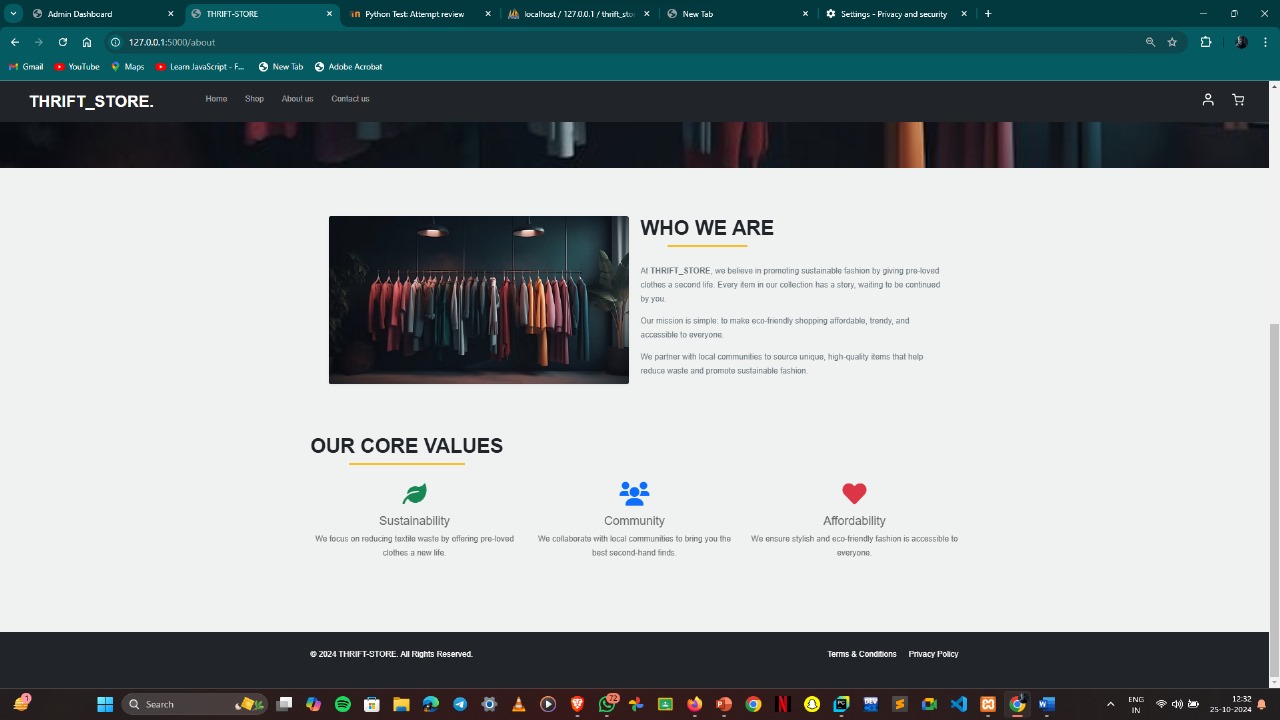 Admin Dashboard
THRIFT-STORE
Python Test: Attempt review
localhost / 127.0.0.1 / thrift_stor
New Tab
Settings - Privacy and security
127.0.0.1:5000/about
Gmail
YouTube
Maps
Learn JavaScript - F...
New Tab
Adobe Acrobat
THRIFT_STORE.
Home
Shop
About us
Contact us
WHO WE ARE
At THRIFT_STORE, we believe in promoting sustainable fashion by giving pre-loved
clothes a second life. Every item in our collection has a story, waiting to be continued
by you.
Our mission is simple: to make eco-friendly shopping affordable, trendy, and
accessible to everyone.
We partner with local communities to source unique, high-quality items that help
reduce waste and promote sustainable fashion.
OUR CORE VALUES
Sustainability
We focus on reducing textile waste by offering pre-loved
clothes a new life.
Community
We collaborate with local communities to bring you the
best second-hand finds.
Affordability
We ensure stylish and eco-friendly fashion is accessible to
everyone.
© 2024 THRIFT-STORE. All Rights Reserved.
Terms & Conditions
Privacy Policy
1
Search
72
DEV
PC
ENG
IN
12:32
25-10-2024